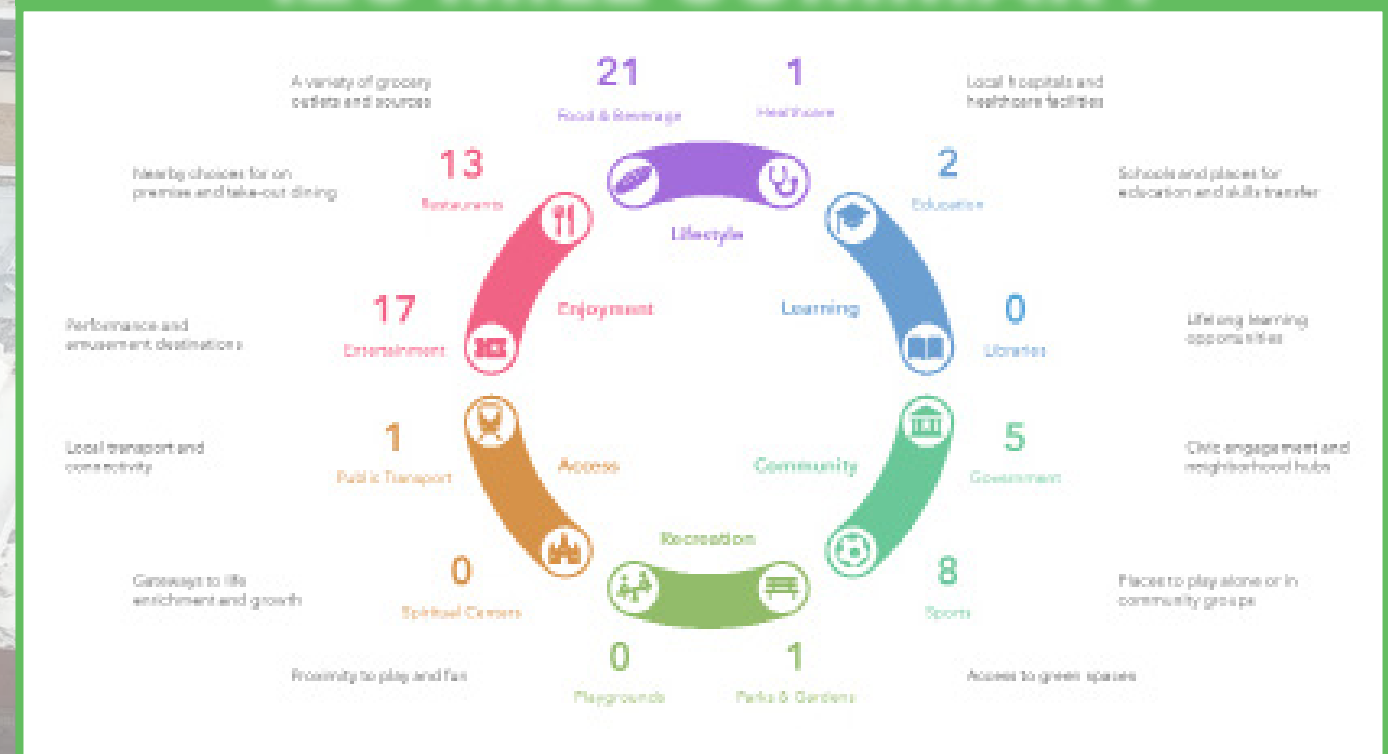 21
Food & Beverage
A variety of grocery
outlets and sources
1
Healthcare
Local hospitals and
healthcare facilities
13
Restaurants
Nearby choices for on
premise and take-out dining
2
Education
Schools and places for
education and skills transfer
Lifestyle
17
Entertainment
Performance and
amusement destinations
Enjoyment
Learning
0
Libraries
Lifelong learning
opportunities
1
Public Transport
Local transport and
connectivity
Access
Community
5
Government
Civic engagement and
neighborhood hubs
Recreation
0
Spiritual Centers
Gateways to life
enrichment and growth
8
Sports
Places to play alone or in
community groups
0
Playgrounds
Proximity to play and fun
1
Parks & Gardens
Access to green spaces